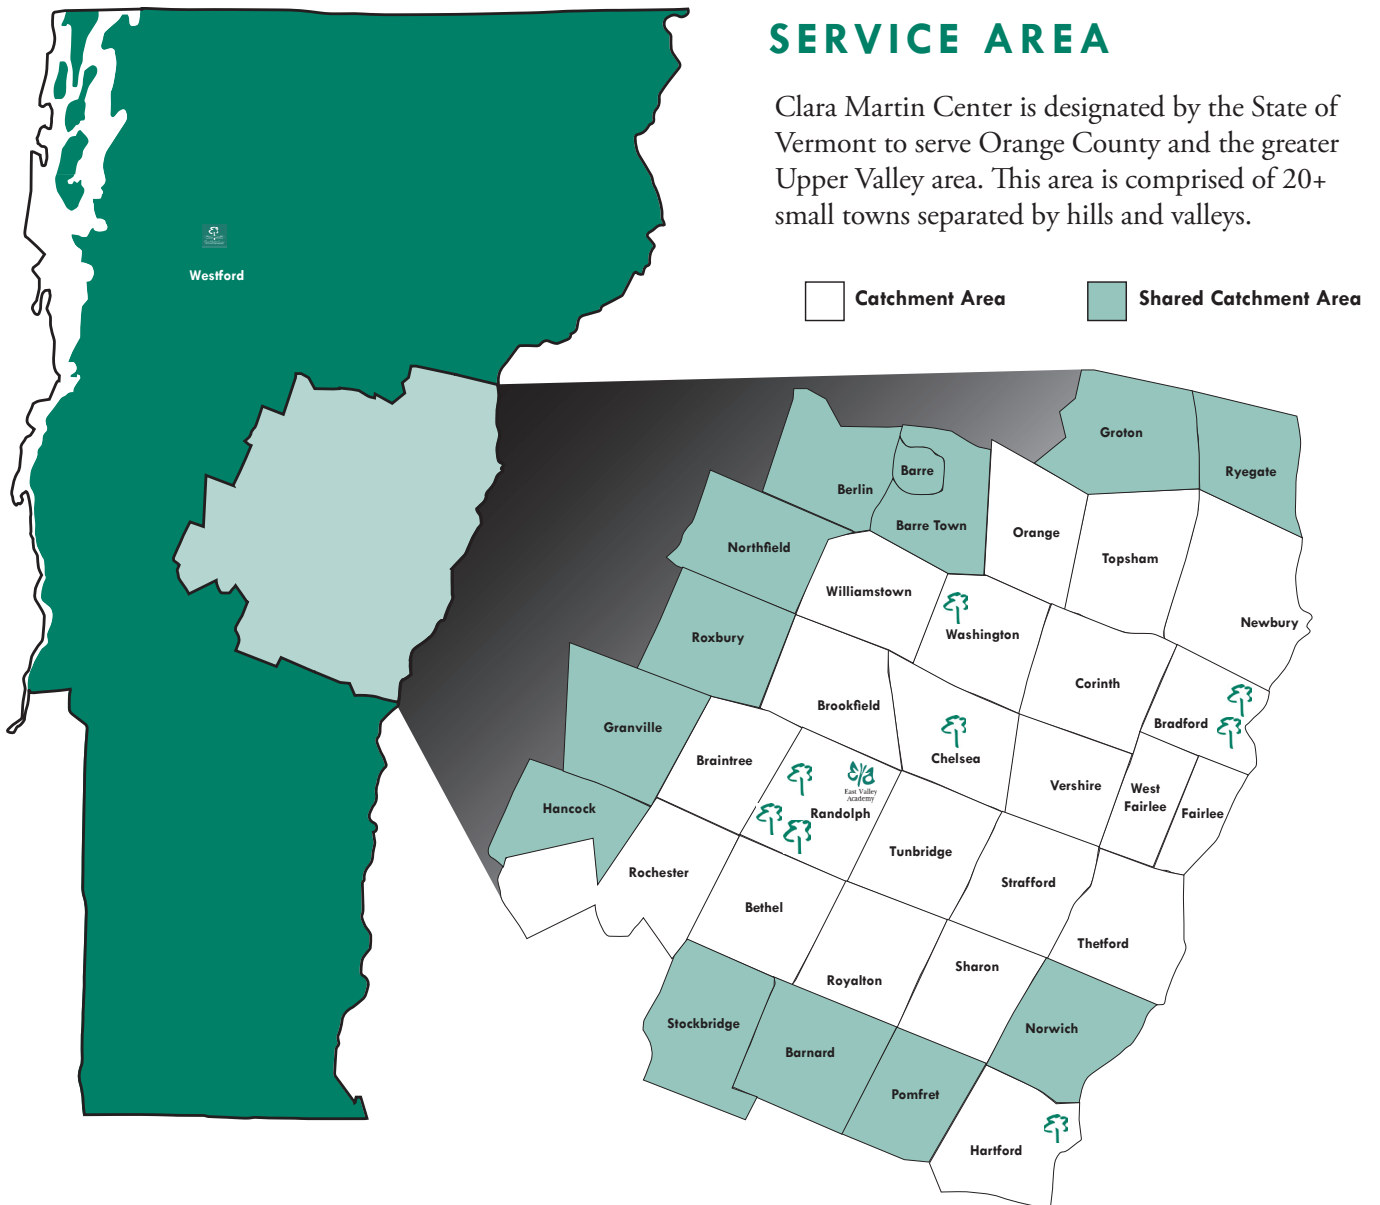 SERVICE AREA
Clara Martin Center is designated by the State of
Vermont to serve Orange County and the greater
Upper Valley area. This area is comprised of 20+
small towns separated by hills and valleys.
Catchment Area
Shared Catchment Area
Westford
Groton
Ryegate
Barre
Berlin
Barre Town
Orange
Northfield
Topsham
Williamstown
Newbury
Washington
Roxbury
Corinth
Brookfield
Bradford
Granville
Chelsea
Braintree
Vershire
West
Fairlee
East Valley
Academy
Hancock
Randolph
Fairlee
Tunbridge
Rochester
Strafford
Bethel
Thetford
Sharon
Royalton
Stockbridge
Norwich
Barnard
Pomfret
Hartford